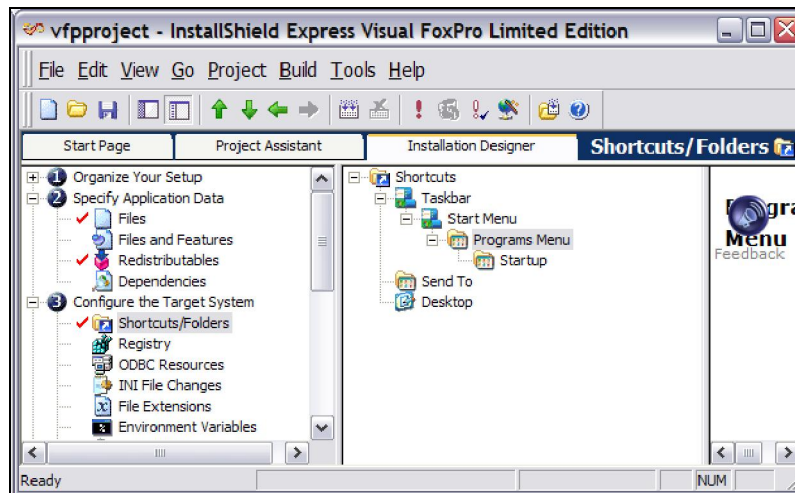 vfpproject - InstallShield Express Visual FoxPro Limited Edition
File Edit View Go Project Build Tools Help
Start Page Project Assistant Installation Designer Shortcuts/Folders
1 Organize Your Setup
2 Specify Application Data
Files
Files and Features
Redistributables
Dependencies
3 Configure the Target System
Shortcuts/Folders
Registry
ODBC Resources
INI File Changes
File Extensions
Environment Variables
Shortcuts
Taskbar
Start Menu
Programs Menu
Startup
Send To
Desktop
Menu
Feedback
Ready NUM